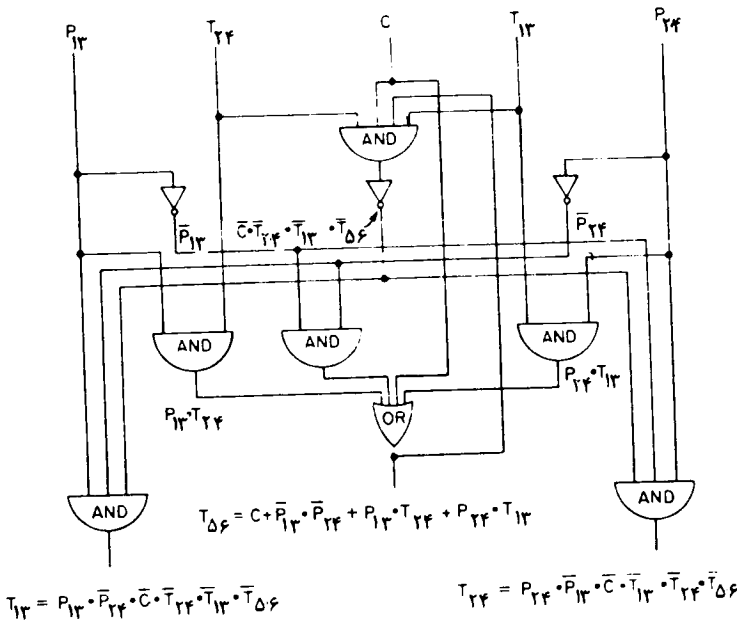 P۱۳ T۲۴ C T۱۳ P۲۴
AND
P̅۱۳ C̅•T̅۲۴•T̅۱۳•T̅۵۶ P̅۲۴
AND AND AND
P۱۳•T۲۴ OR P۲۴•T۱۳
AND AND
T۵۶ = C+P̅۱۳•P̅۲۴ + P۱۳•T۲۴ + P۲۴•T۱۳
T۱۳ = P۱۳•P̅۲۴•C̅•T̅۲۴•T̅۱۳•T̅۵۶
T۲۴ = P۲۴•P̅۱۳•C̅•T̅۱۳•T̅۲۴•T̅۵۶